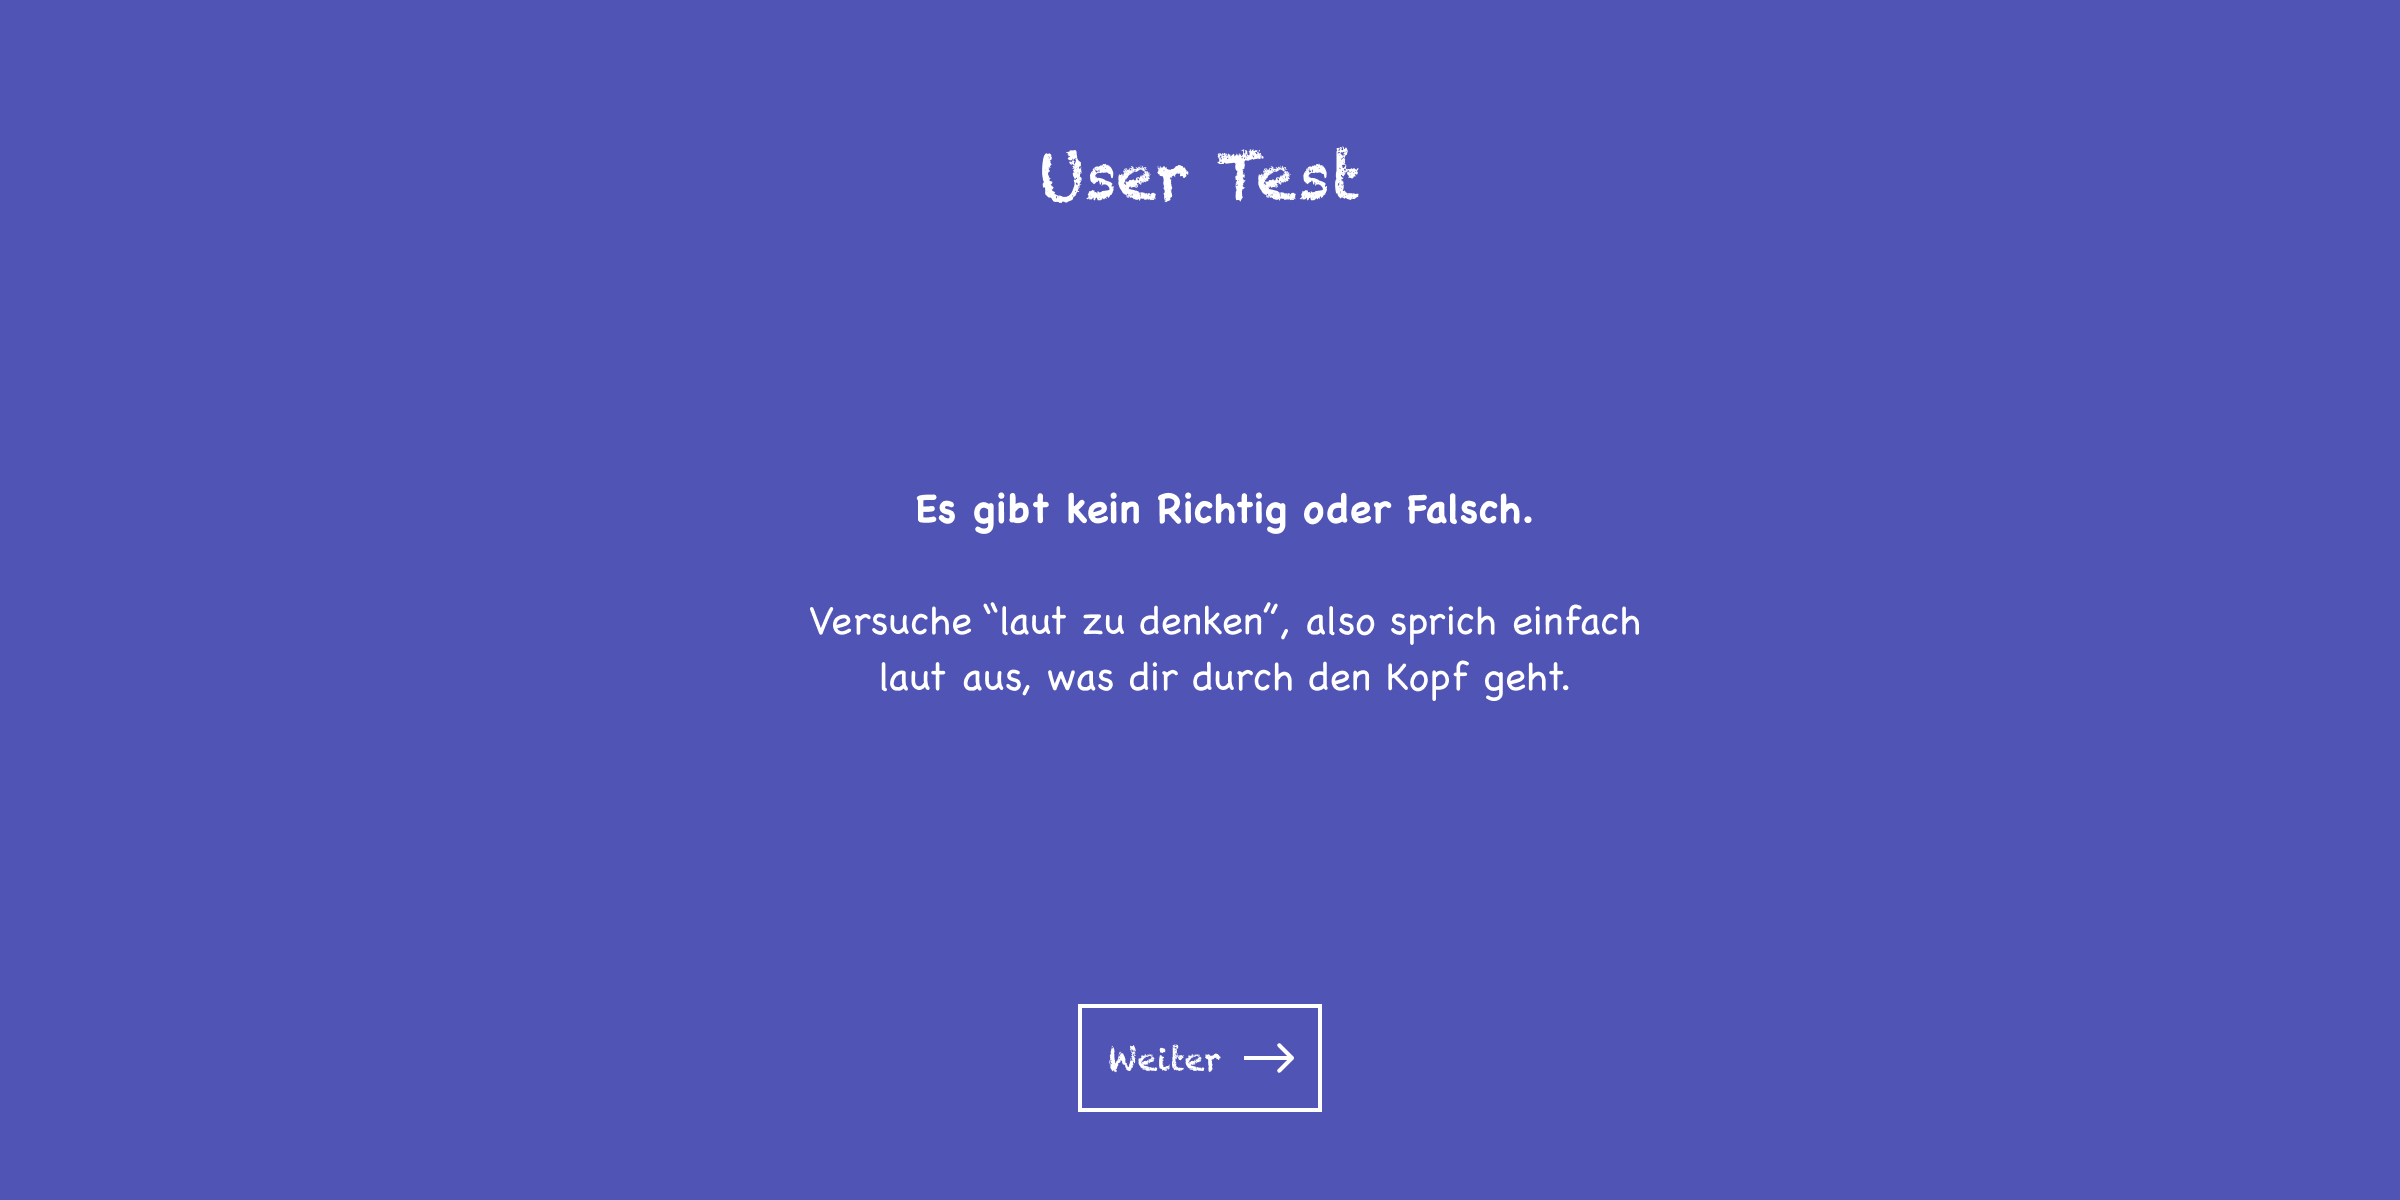 User Test
Es gibt kein Richtig oder Falsch.
Versuche “laut zu denken”, also sprich einfach
laut aus, was dir durch den Kopf geht.
Weiter